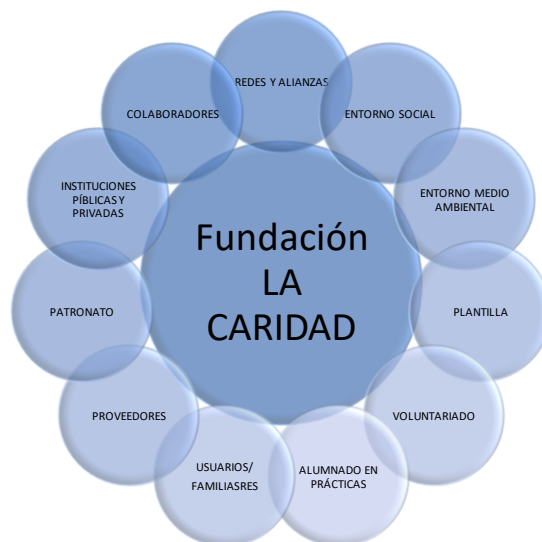 REDES Y ALIANZAS
ENTORNO SOCIAL
ENTORNO MEDIO
AMBIENTAL
PLANTILLA
VOLUNTARIADO
ALUMNADO EN
PRÁCTICAS
USUARIOS/
FAMILIASRES
PROVEEDORES
PATRONATO
INSTITUCIONES
PÍBLICAS Y
PRIVADAS
COLABORADORES
Fundación
LA
CARIDAD